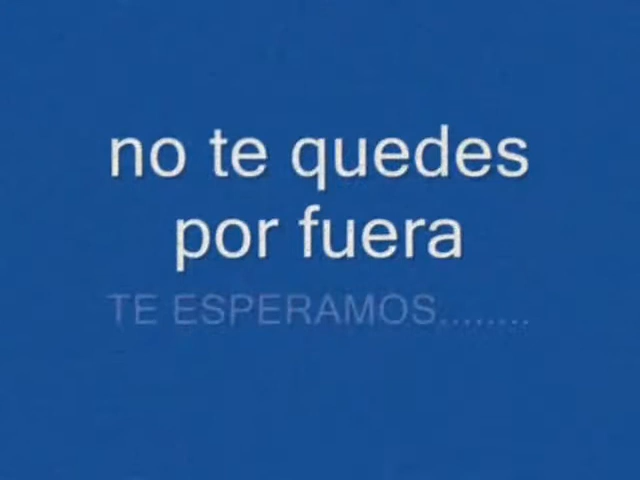 no te quedes
por fuera
TE ESPERAMOS........